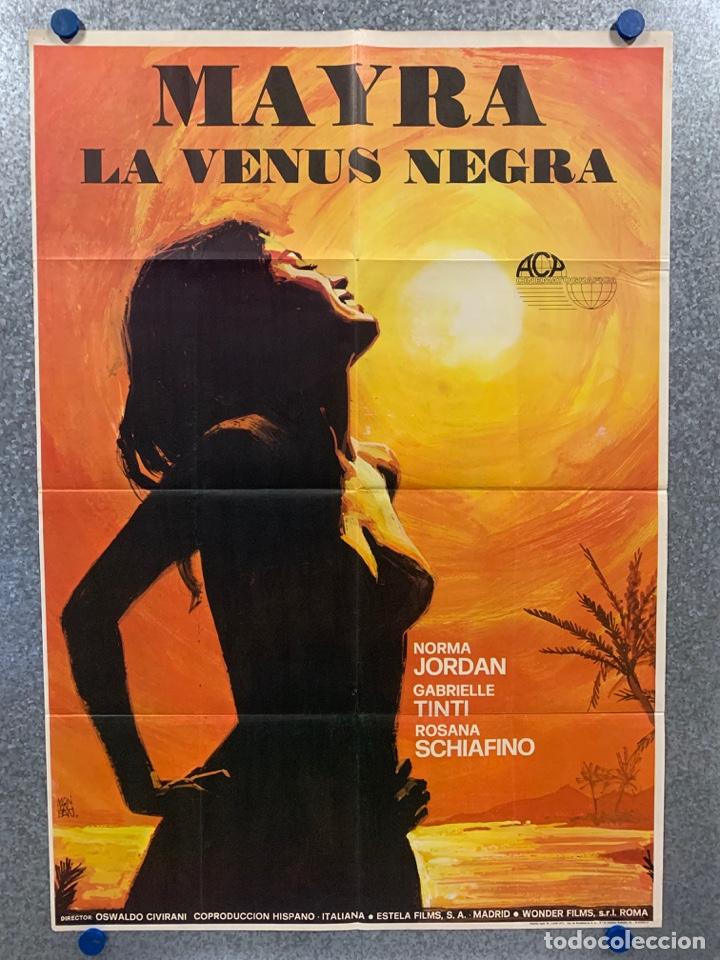 MAYRA
LA VENUS NEGRA
ACP
CINEMATOGRAFICA
NORMA
JORDAN
GABRIELLE
TINTI
ROSANA
SCHIAFINO
DIRECTOR: OSWALDO CIVIRANI COPRODUCCION HISPANO - ITALIANA • ESTELA FILMS, S. A. - MADRID • WONDER FILMS, s.r.l. ROMA
todocoleccion